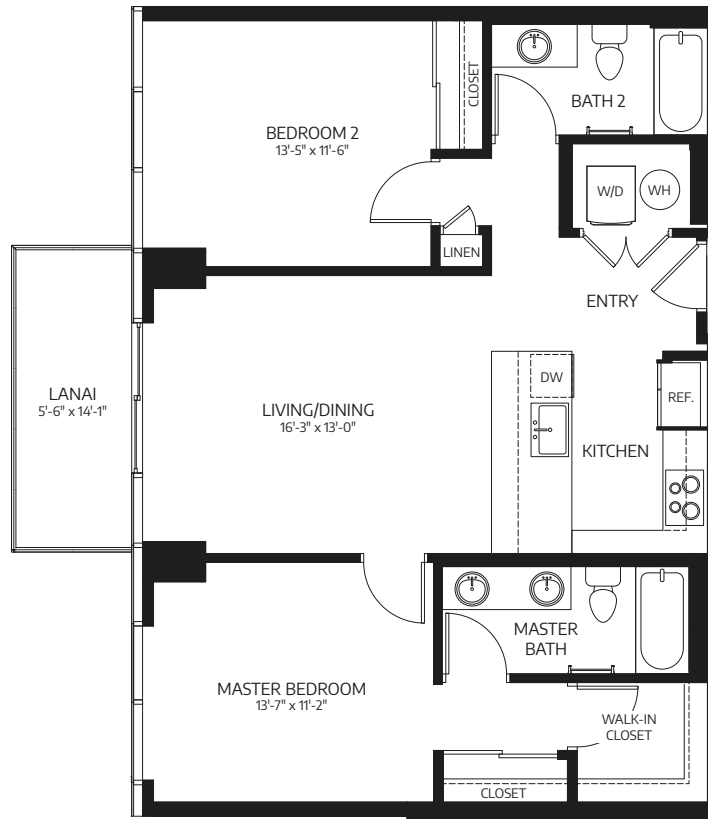 BATH 2
CLOSET
BEDROOM 2
13'-5" x 11'-6"
W/D
WH
LINEN
ENTRY
LANAI
5'-6" x 14'-1"
LIVING/DINING
16'-3" x 13'-0"
DW
REF.
KITCHEN
MASTER
BATH
MASTER BEDROOM
13'-7" x 11'-2"
WALK-IN
CLOSET
CLOSET